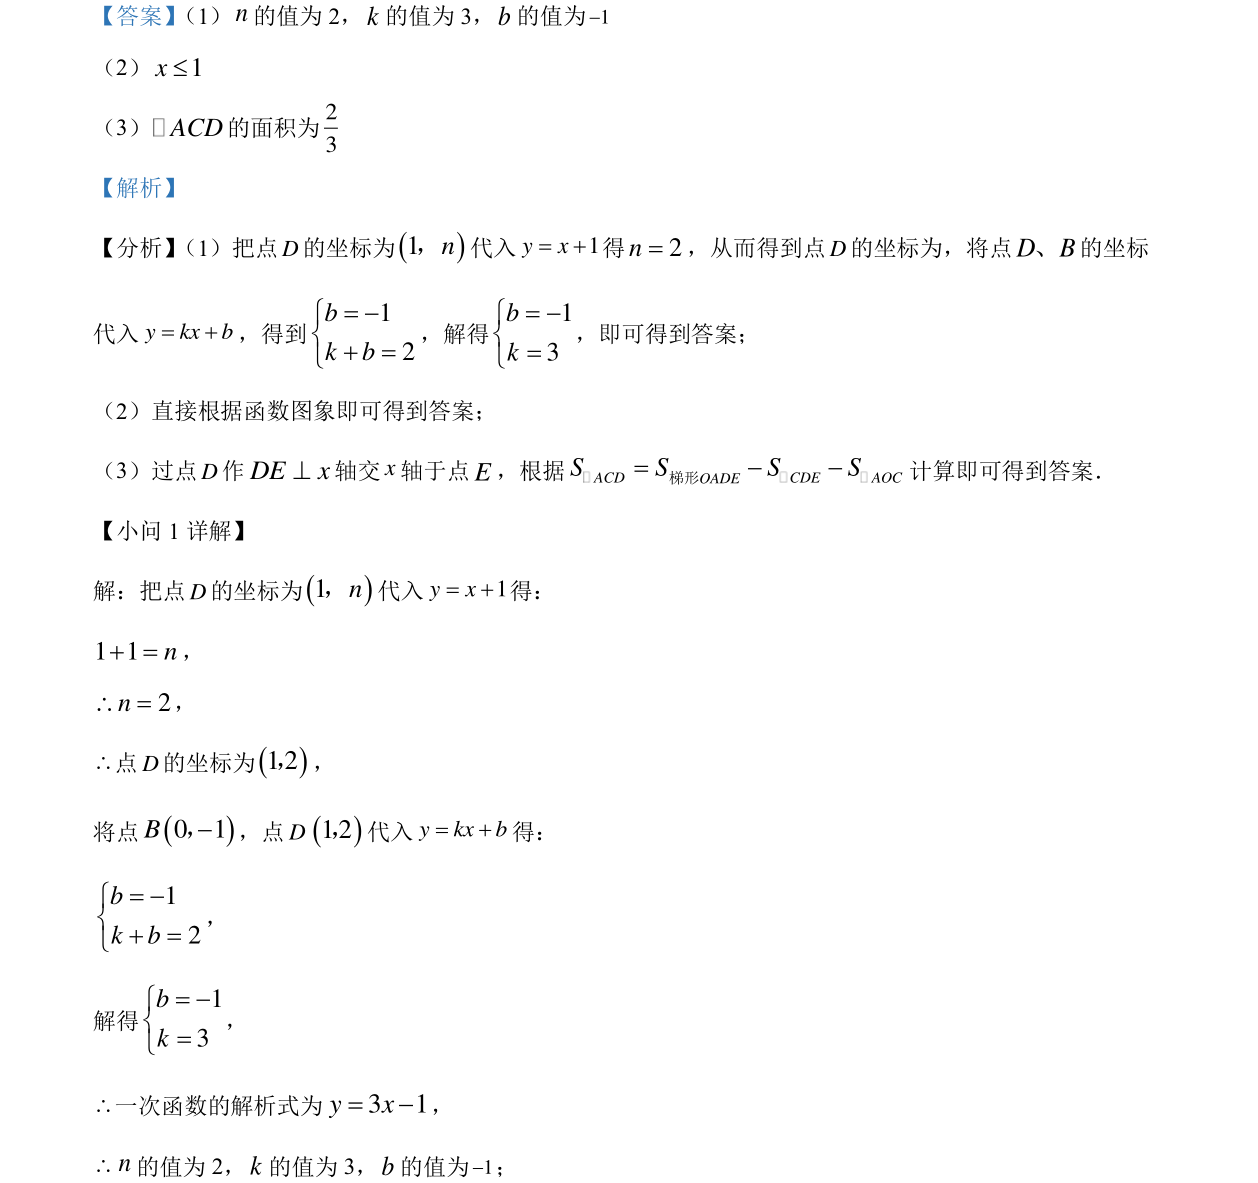 【答案】（1）n 的值为 2，k 的值为 3，b 的值为−1
（2）x≤1
（3）□ACD 的面积为2/3
【解析】
【分析】（1）把点 D 的坐标为(1，n)代入 y=x+1得 n=2，从而得到点 D 的坐标为，将点 D、B 的坐标
代入 y=kx+b，得到{b=−1 k+b=2，解得{b=−1 k=3，即可得到答案；
（2）直接根据函数图象即可得到答案；
（3）过点 D 作 DE⊥x 轴交 x 轴于点 E，根据 S□ACD=S梯形OADE−S□CDE−S□AOC 计算即可得到答案．
【小问 1 详解】
解：把点 D 的坐标为(1，n)代入 y=x+1得：
1+1=n，
∴n=2，
∴点 D 的坐标为(1,2)，
将点 B(0,−1)，点 D (1,2)代入 y=kx+b 得：
{b=−1 k+b=2，
解得{b=−1 k=3，
∴一次函数的解析式为 y=3x−1，
∴n 的值为 2，k 的值为 3，b 的值为−1；